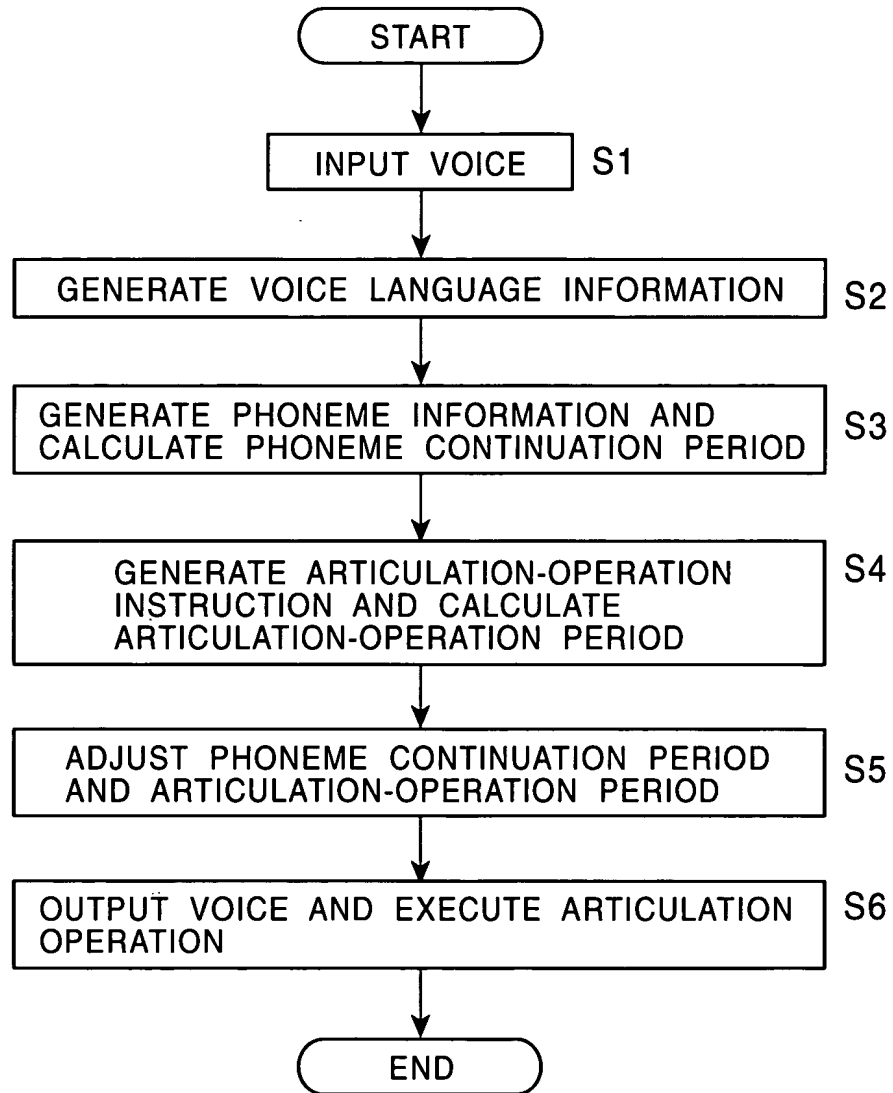 START
INPUT VOICE S1
GENERATE VOICE LANGUAGE INFORMATION S2
GENERATE PHONEME INFORMATION AND
CALCULATE PHONEME CONTINUATION PERIOD S3
GENERATE ARTICULATION-OPERATION S4
INSTRUCTION AND CALCULATE
ARTICULATION-OPERATION PERIOD
ADJUST PHONEME CONTINUATION PERIOD S5
AND ARTICULATION-OPERATION PERIOD
OUTPUT VOICE AND EXECUTE ARTICULATION S6
OPERATION
END